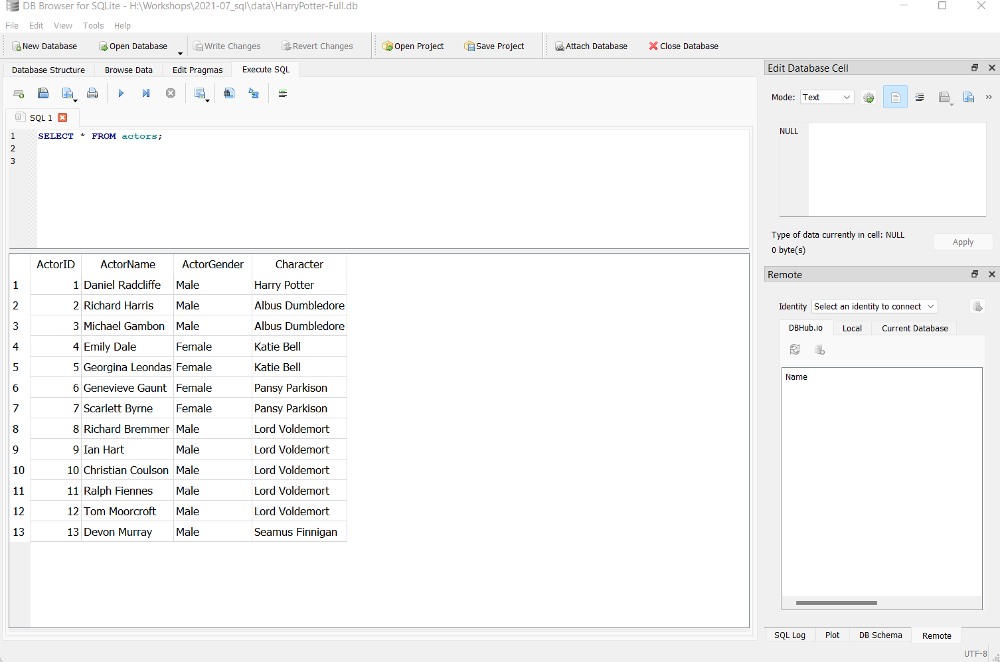 DB Browser for SQLite - H:\Workshops\2021-07_sql\data\HarryPotter-Full.db
File Edit View Tools Help
New Database Open Database Write Changes Revert Changes Open Project Save Project Attach Database Close Database
Database Structure Browse Data Edit Pragmas Execute SQL
SQL 1
1 SELECT * FROM actors;
2
3
ActorID ActorName ActorGender Character
1 1 Daniel Radcliffe Male Harry Potter
2 2 Richard Harris Male Albus Dumbledore
3 3 Michael Gambon Male Albus Dumbledore
4 4 Emily Dale Female Katie Bell
5 5 Georgina Leondas Female Katie Bell
6 6 Genevieve Gaunt Female Pansy Parkison
7 7 Scarlett Byrne Female Pansy Parkison
8 8 Richard Bremmer Male Lord Voldemort
9 9 Ian Hart Male Lord Voldemort
10 10 Christian Coulson Male Lord Voldemort
11 11 Ralph Fiennes Male Lord Voldemort
12 12 Tom Moorcroft Male Lord Voldemort
13 13 Devon Murray Male Seamus Finnigan
Edit Database Cell
Mode: Text
NULL
Type of data currently in cell: NULL
0 byte(s)
Apply
Remote
Identity Select an identity to connect
DBHub.io Local Current Database
Name
SQL Log Plot DB Schema Remote
UTF-8